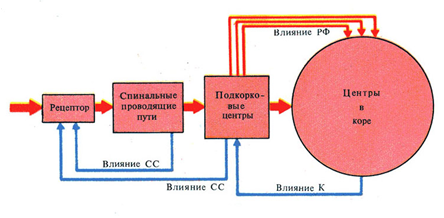 Влияние РФ
Рецептор
Спинальные
проводящие
пути
Подкорко-
вые
центры
Центры
в
коре
Влияние СС
Влияние СС
Влияние К